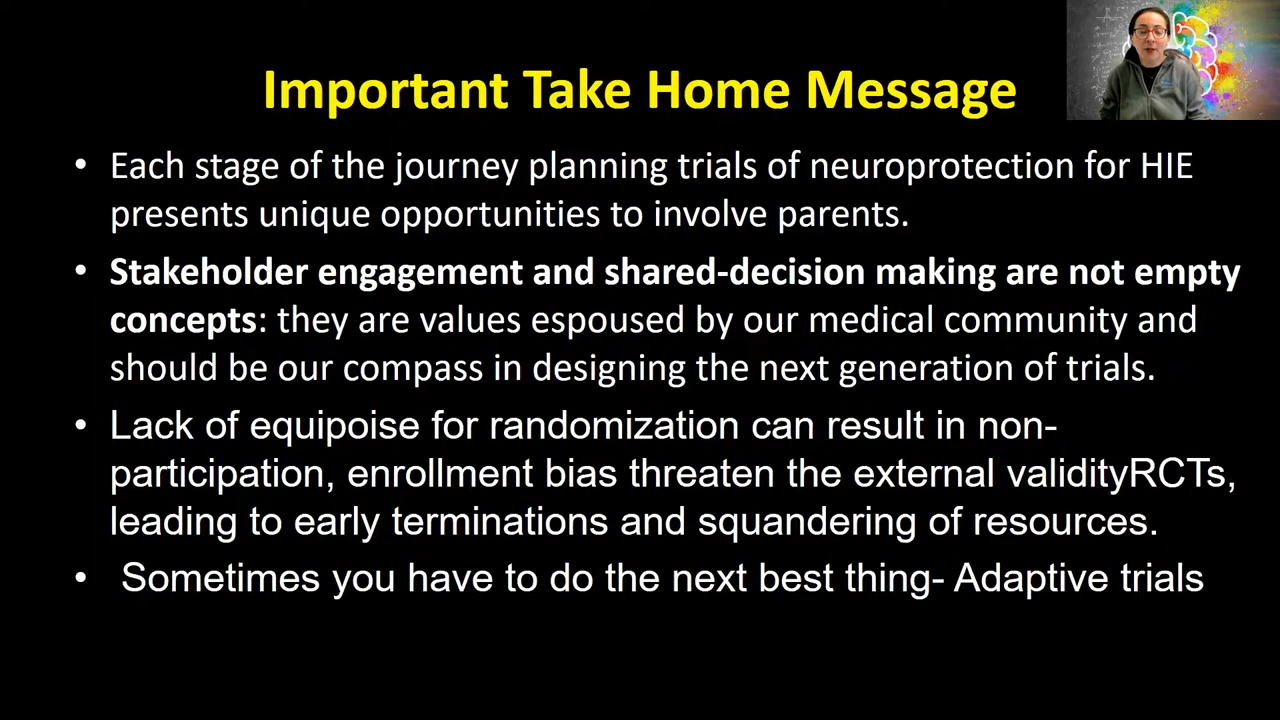 Important Take Home Message
• Each stage of the journey planning trials of neuroprotection for HIE
presents unique opportunities to involve parents.
• Stakeholder engagement and shared-decision making are not empty
concepts: they are values espoused by our medical community and
should be our compass in designing the next generation of trials.
• Lack of equipoise for randomization can result in non-
participation, enrollment bias threaten the external validityRCTs,
leading to early terminations and squandering of resources.
• Sometimes you have to do the next best thing- Adaptive trials